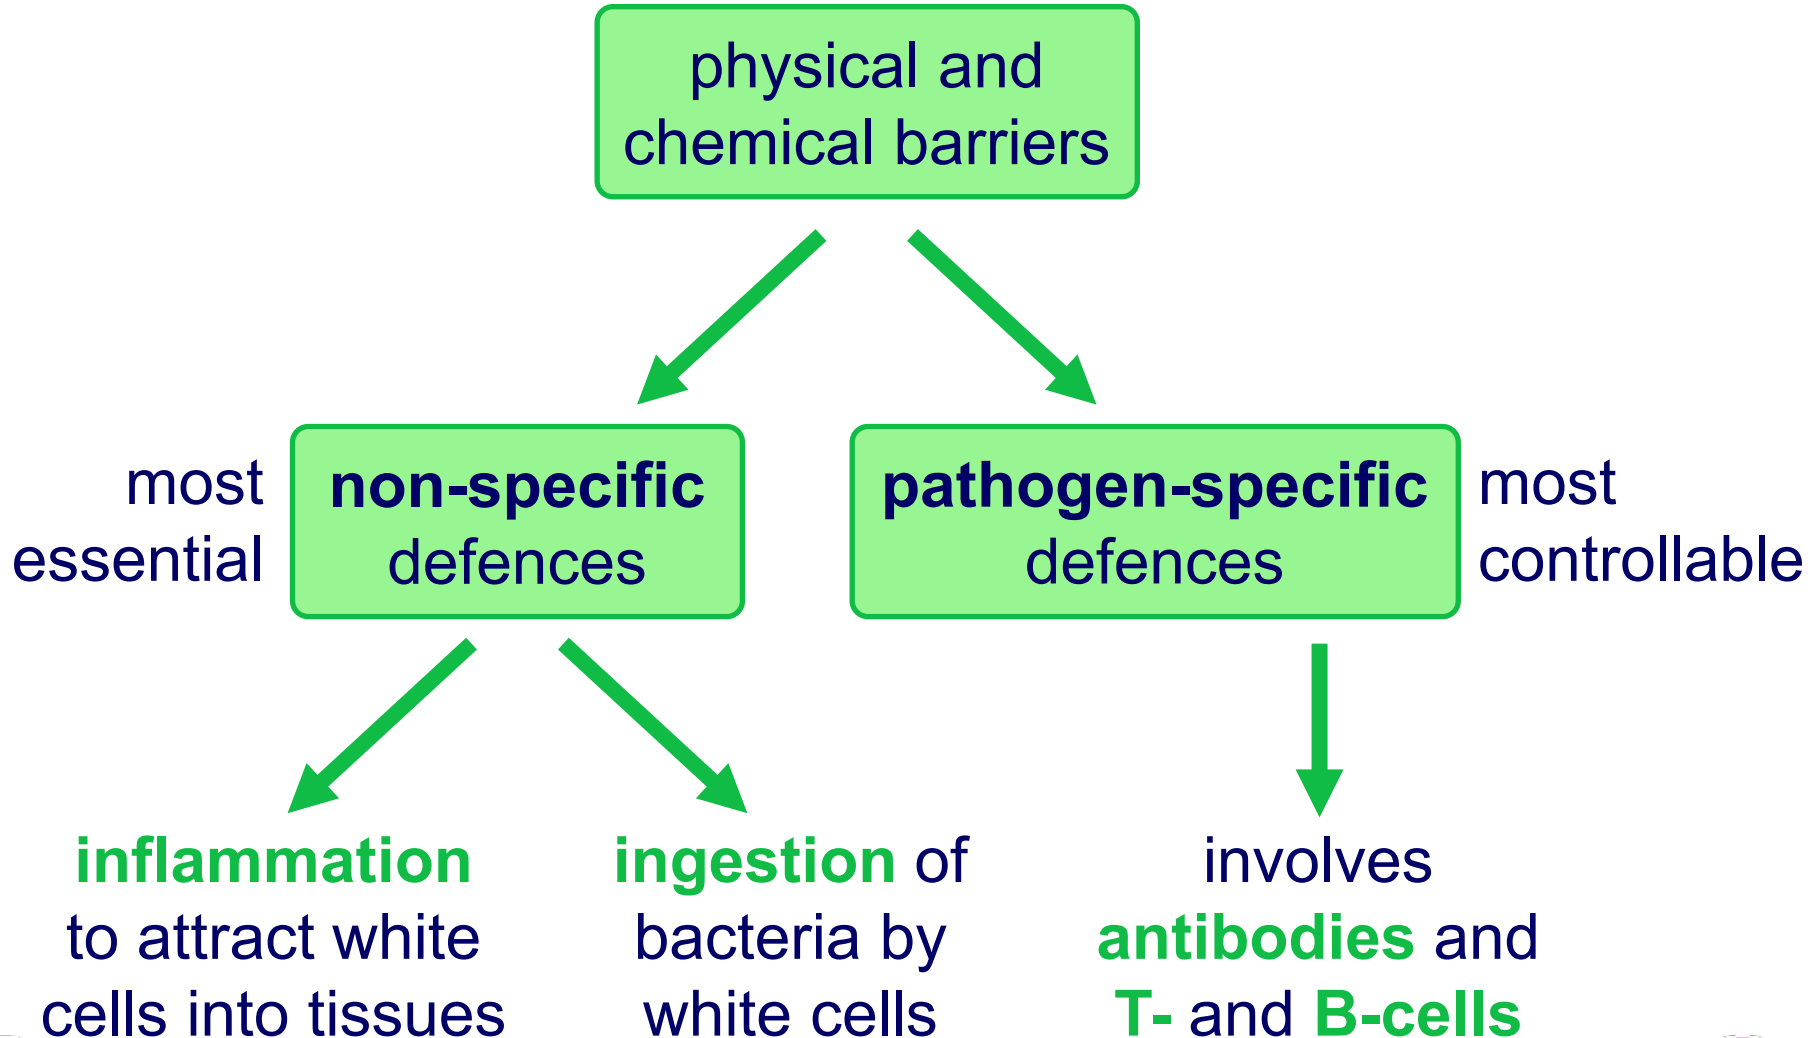 physical and
chemical barriers
most
essential
non-specific
defences
pathogen-specific
defences
most
controllable
inflammation
to attract white
cells into tissues
ingestion of
bacteria by
white cells
involves
antibodies and
T- and B-cells